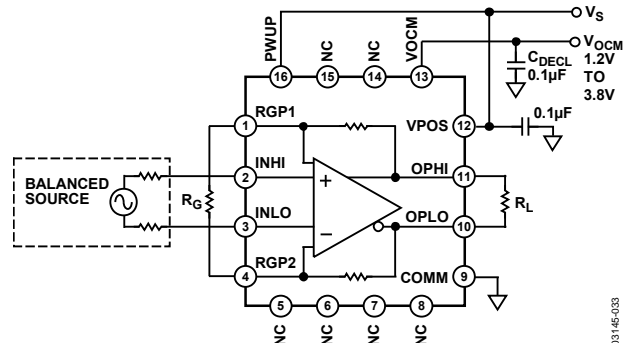 VS
PWUP
NC
NC
VOCM
VOCM
1.2V
TO
3.8V
CDECL
0.1µF
16
15
14
13
1
RGP1
VPOS
12
0.1µF
BALANCED
SOURCE
RG
2
INHI
+
OPHI
11
RL
3
INLO
–
OPLO
10
4
RGP2
COMM
9
5
6
7
8
NC
NC
NC
NC
03145-033